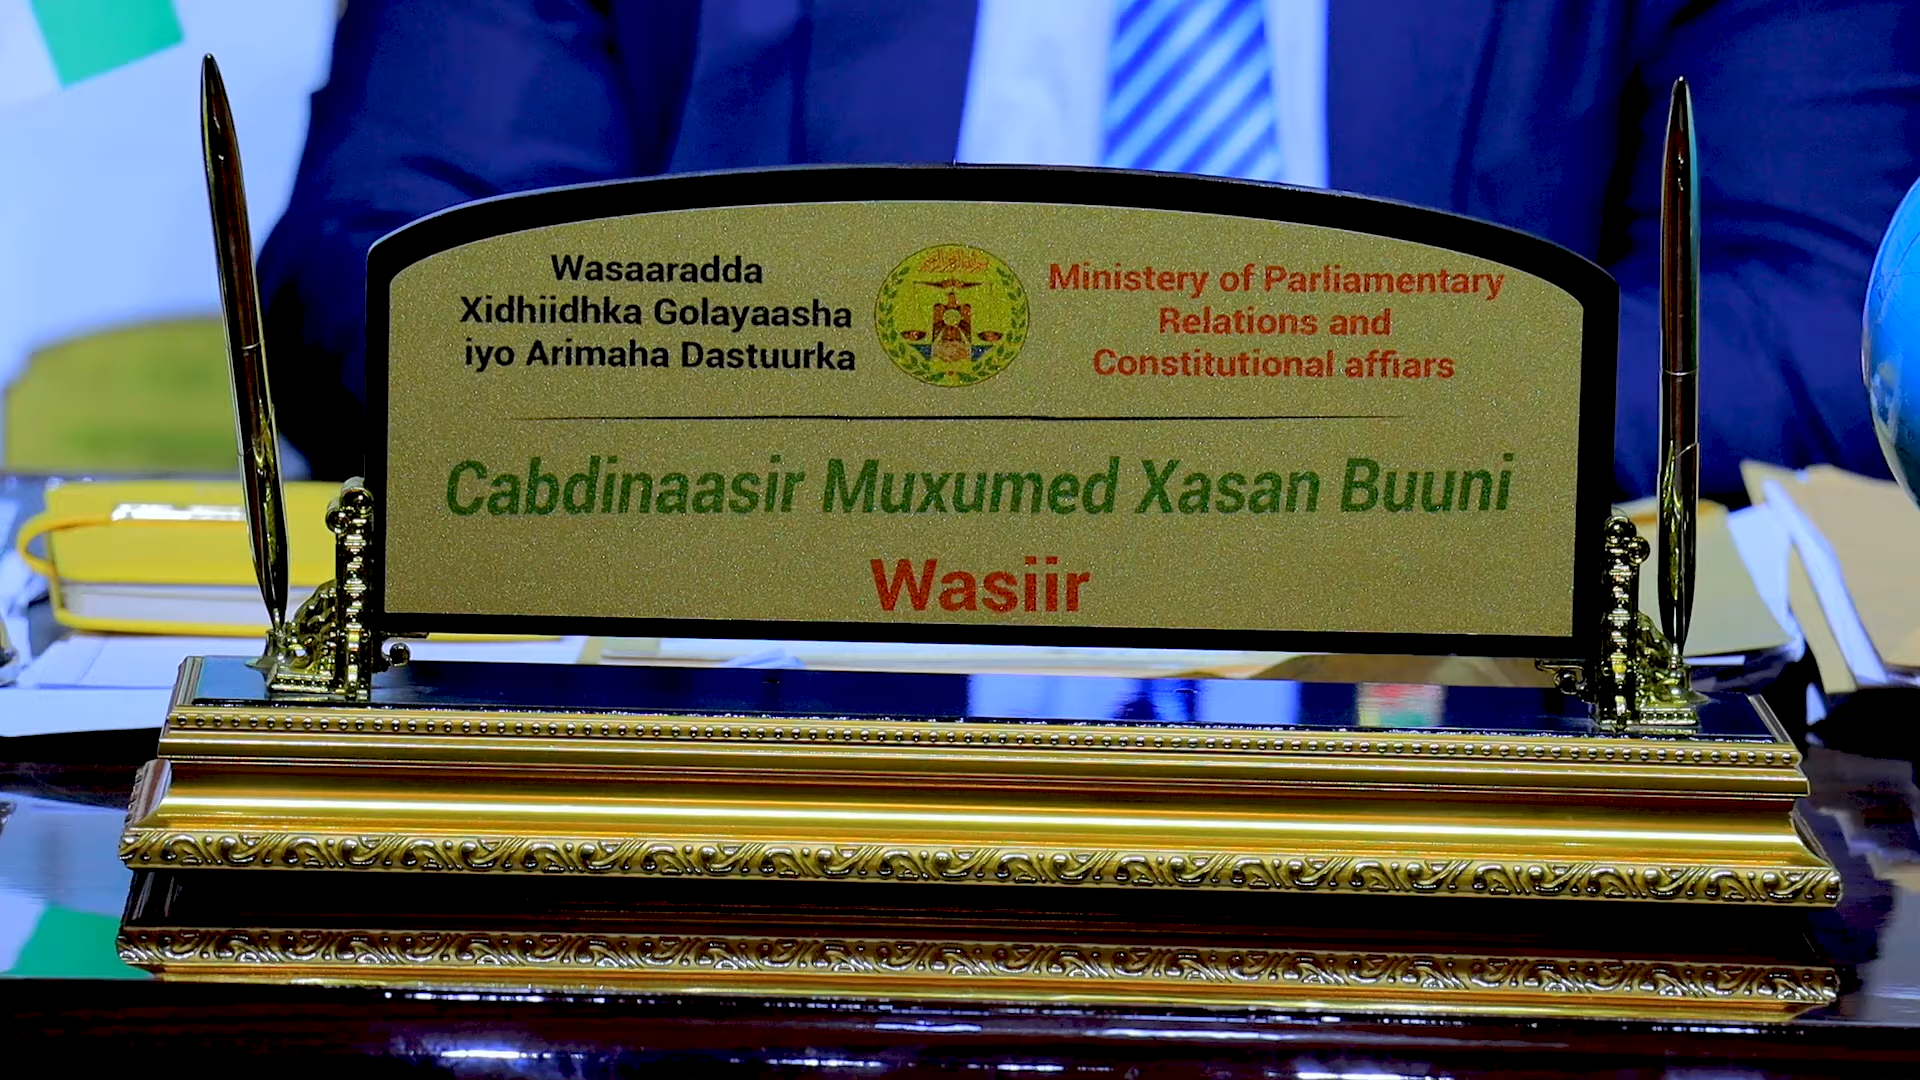 Wasaaradda
Xidhiidhka Golayaasha
iyo Arimaha Dastuurka
Ministery of Parliamentary
Relations and
Constitutional affiars
Cabdinaasir Muxumed Xasan Buuni
Wasiir